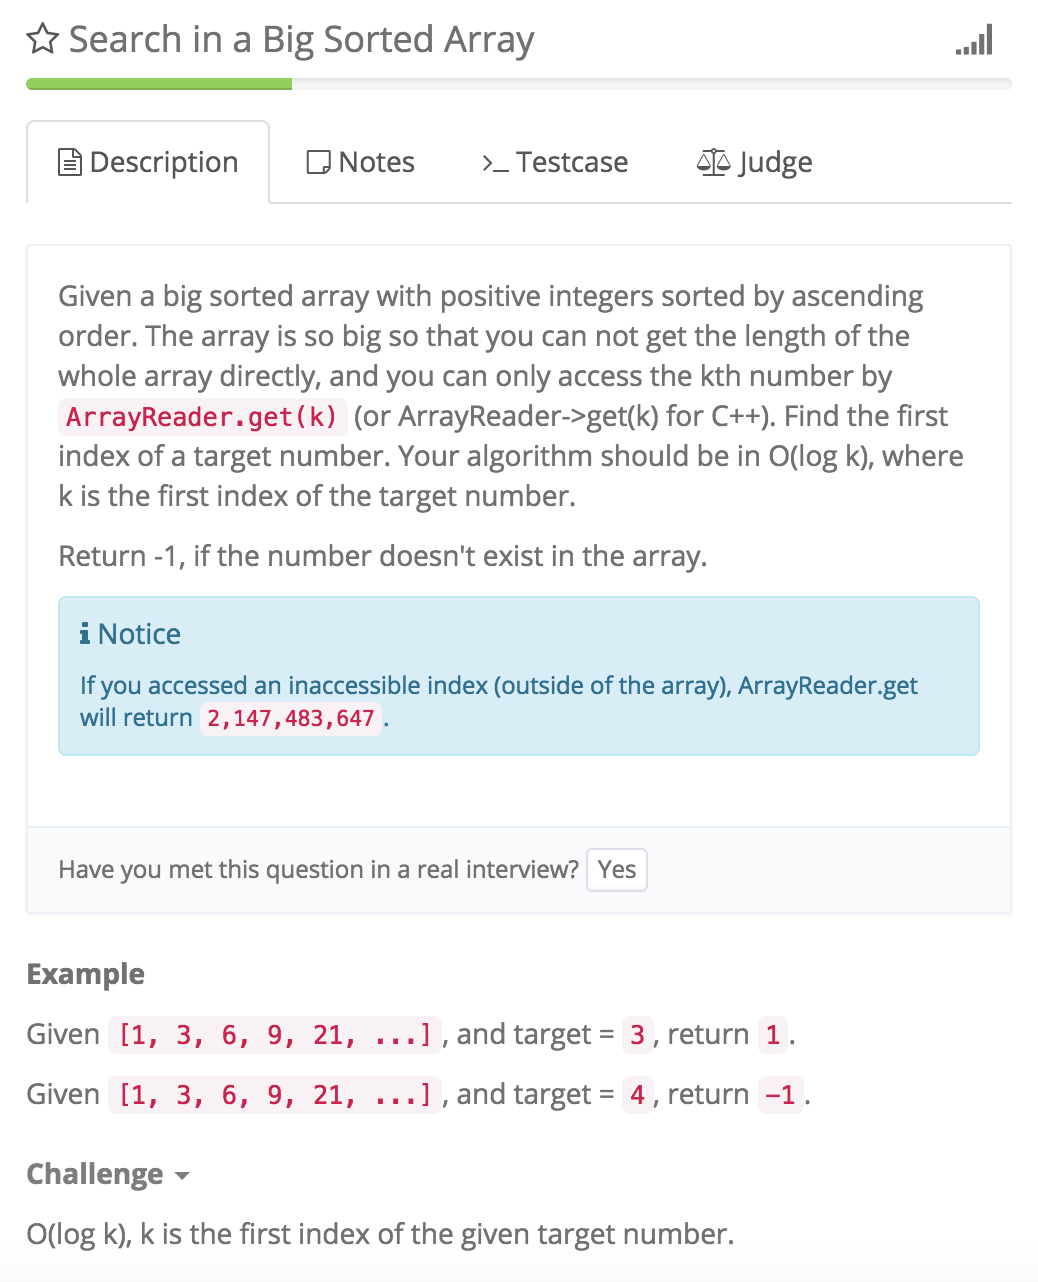 Search in a Big Sorted Array
Description Notes >_ Testcase Judge
Given a big sorted array with positive integers sorted by ascending
order. The array is so big so that you can not get the length of the
whole array directly, and you can only access the kth number by
ArrayReader.get(k) (or ArrayReader->get(k) for C++). Find the first
index of a target number. Your algorithm should be in O(log k), where
k is the first index of the target number.
Return -1, if the number doesn't exist in the array.
Notice
If you accessed an inaccessible index (outside of the array), ArrayReader.get
will return 2,147,483,647.
Have you met this question in a real interview? Yes
Example
Given [1, 3, 6, 9, 21, ...], and target = 3, return 1.
Given [1, 3, 6, 9, 21, ...], and target = 4, return -1.
Challenge
O(log k), k is the first index of the given target number.